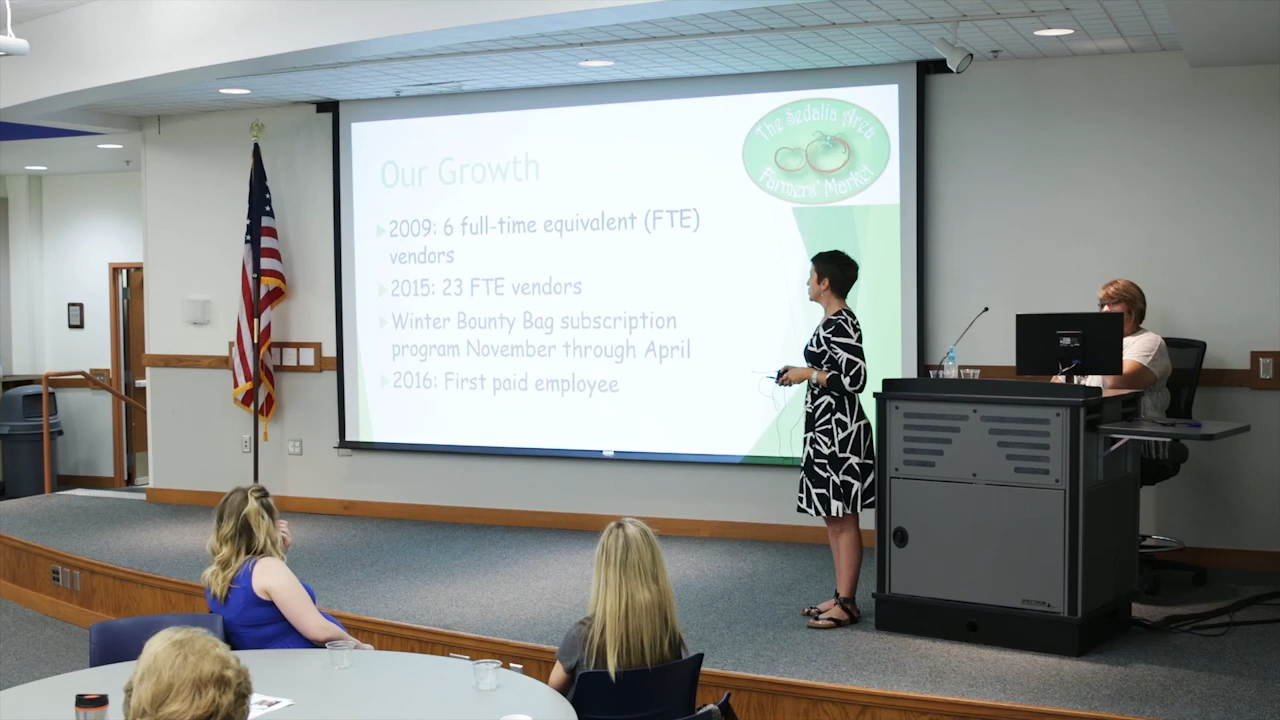 The Sedalia Area
Farmers' Market
Our Growth
2009: 6 full-time equivalent (FTE)
vendors
2015: 23 FTE vendors
Winter Bounty Bag subscription
program November through April
2016: First paid employee